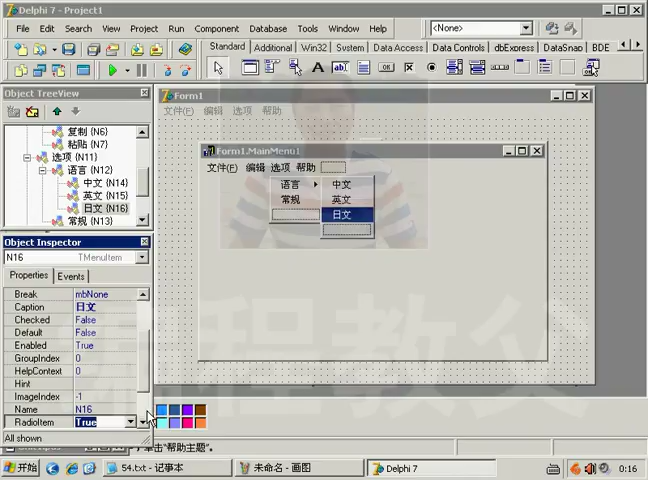 Delphi 7 - Project1
File Edit Search View Project Run Component Database Tools Window Help
<None>
Standard Additional Win32 System Data Access Data Controls dbExpress DataSnap BDE
Object TreeView
复制 {N6}
粘贴 {N7}
选项 {N11}
语言 {N12}
中文 {N14}
英文 {N15}
日文 {N16}
常规 {N13}
Object Inspector
N16 TMenuItem
Properties Events
Break mbNone
Caption 日文
Checked False
Default False
Enabled True
GroupIndex 0
HelpContext 0
Hint
ImageIndex -1
Name N16
RadioItem True
All shown
Form1
文件(F) 编辑 选项 帮助
Form1.MainMenu1
文件(F) 编辑 选项 帮助
语言 中文
常规 英文
日文
编程教父
单击“帮助主题”。
开始 54.txt - 记事本 未命名 - 画图 Delphi 7 0:16